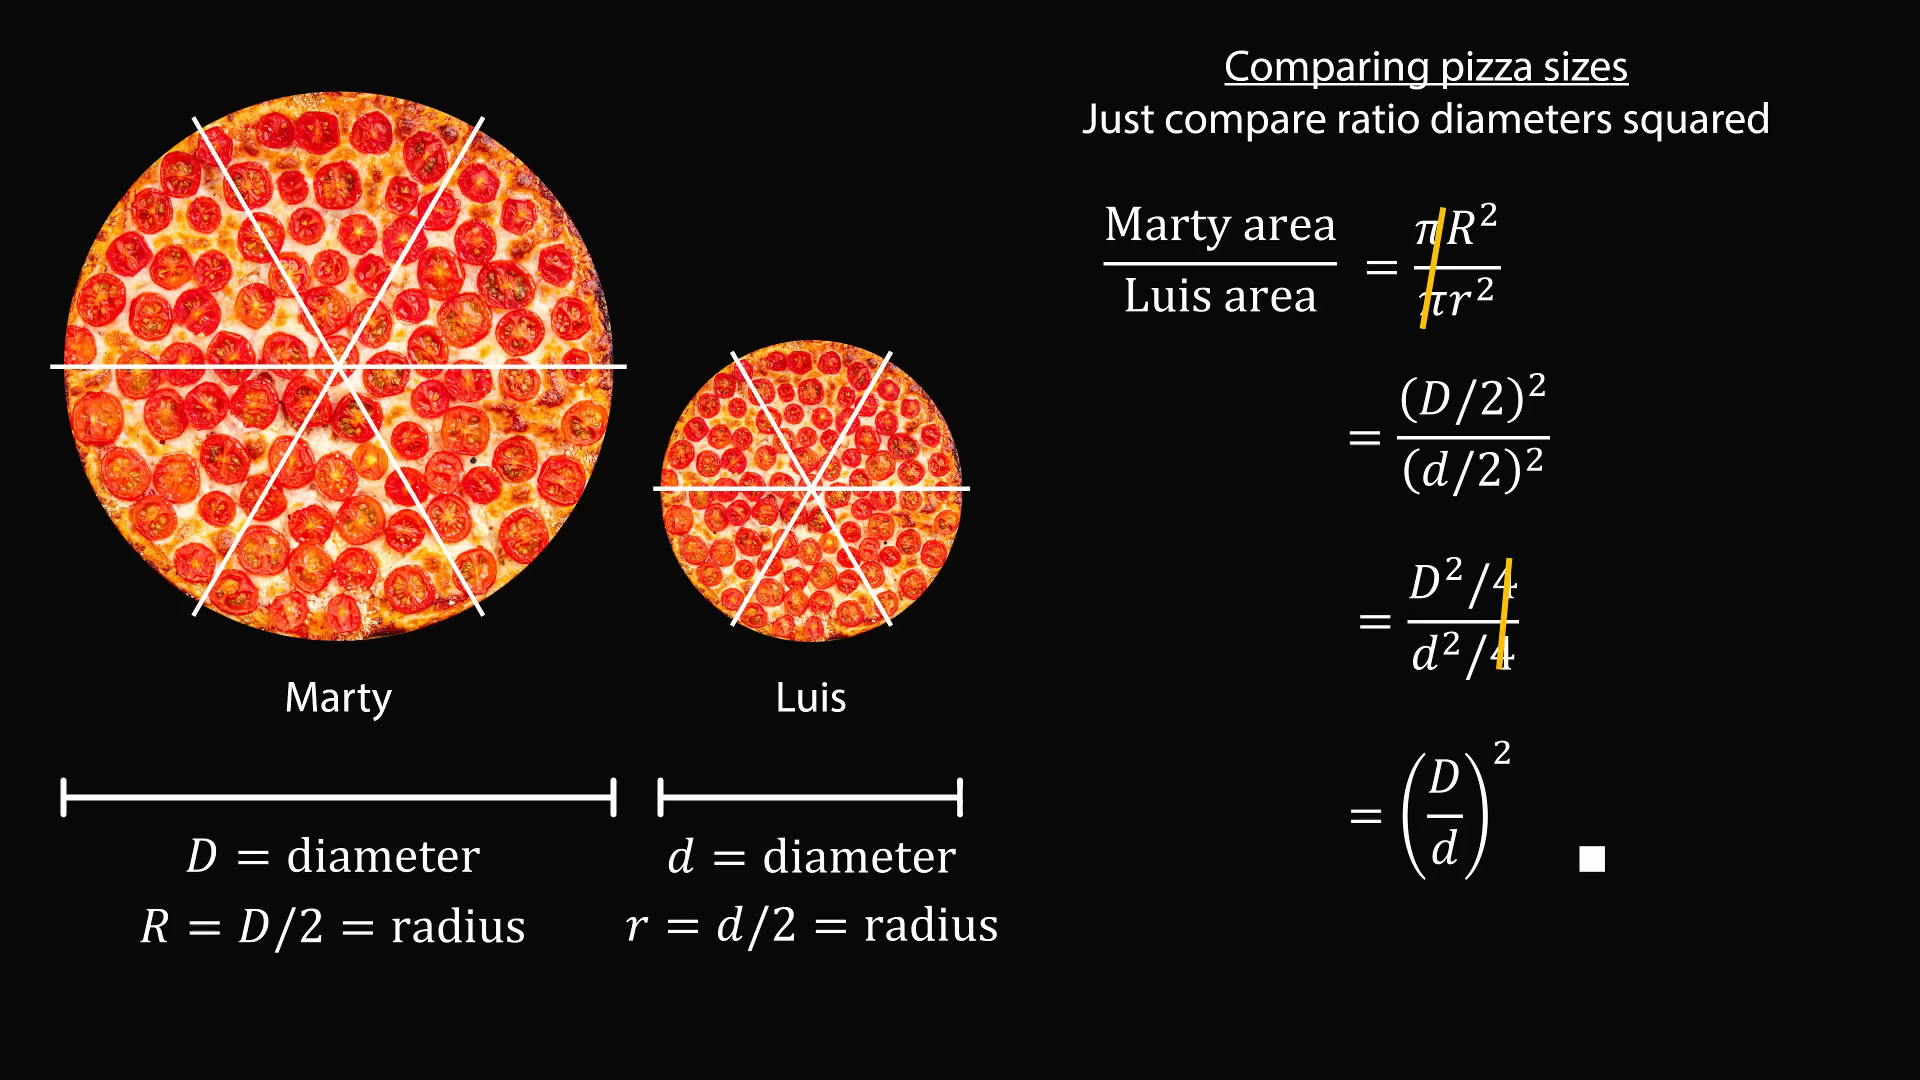 Comparing pizza sizes
Just compare ratio diameters squared
Marty area
Luis area
= πR²
πr²
= (D/2)²
(d/2)²
= D²/4
d²/4
= (D/d)²
■
Marty
Luis
D = diameter
R = D/2 = radius
d = diameter
r = d/2 = radius